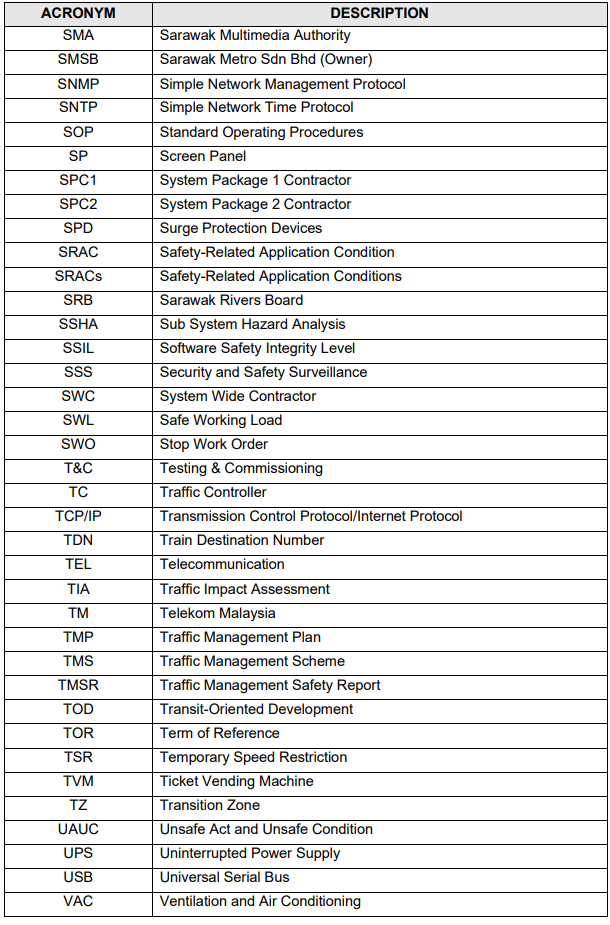 ACRONYM DESCRIPTION
SMA Sarawak Multimedia Authority
SMSB Sarawak Metro Sdn Bhd (Owner)
SNMP Simple Network Management Protocol
SNTP Simple Network Time Protocol
SOP Standard Operating Procedures
SP Screen Panel
SPC1 System Package 1 Contractor
SPC2 System Package 2 Contractor
SPD Surge Protection Devices
SRAC Safety-Related Application Condition
SRACs Safety-Related Application Conditions
SRB Sarawak Rivers Board
SSHA Sub System Hazard Analysis
SSIL Software Safety Integrity Level
SSS Security and Safety Surveillance
SWC System Wide Contractor
SWL Safe Working Load
SWO Stop Work Order
T&C Testing & Commissioning
TC Traffic Controller
TCP/IP Transmission Control Protocol/Internet Protocol
TDN Train Destination Number
TEL Telecommunication
TIA Traffic Impact Assessment
TM Telekom Malaysia
TMP Traffic Management Plan
TMS Traffic Management Scheme
TMSR Traffic Management Safety Report
TOD Transit-Oriented Development
TOR Term of Reference
TSR Temporary Speed Restriction
TVM Ticket Vending Machine
TZ Transition Zone
UAUC Unsafe Act and Unsafe Condition
UPS Uninterrupted Power Supply
USB Universal Serial Bus
VAC Ventilation and Air Conditioning